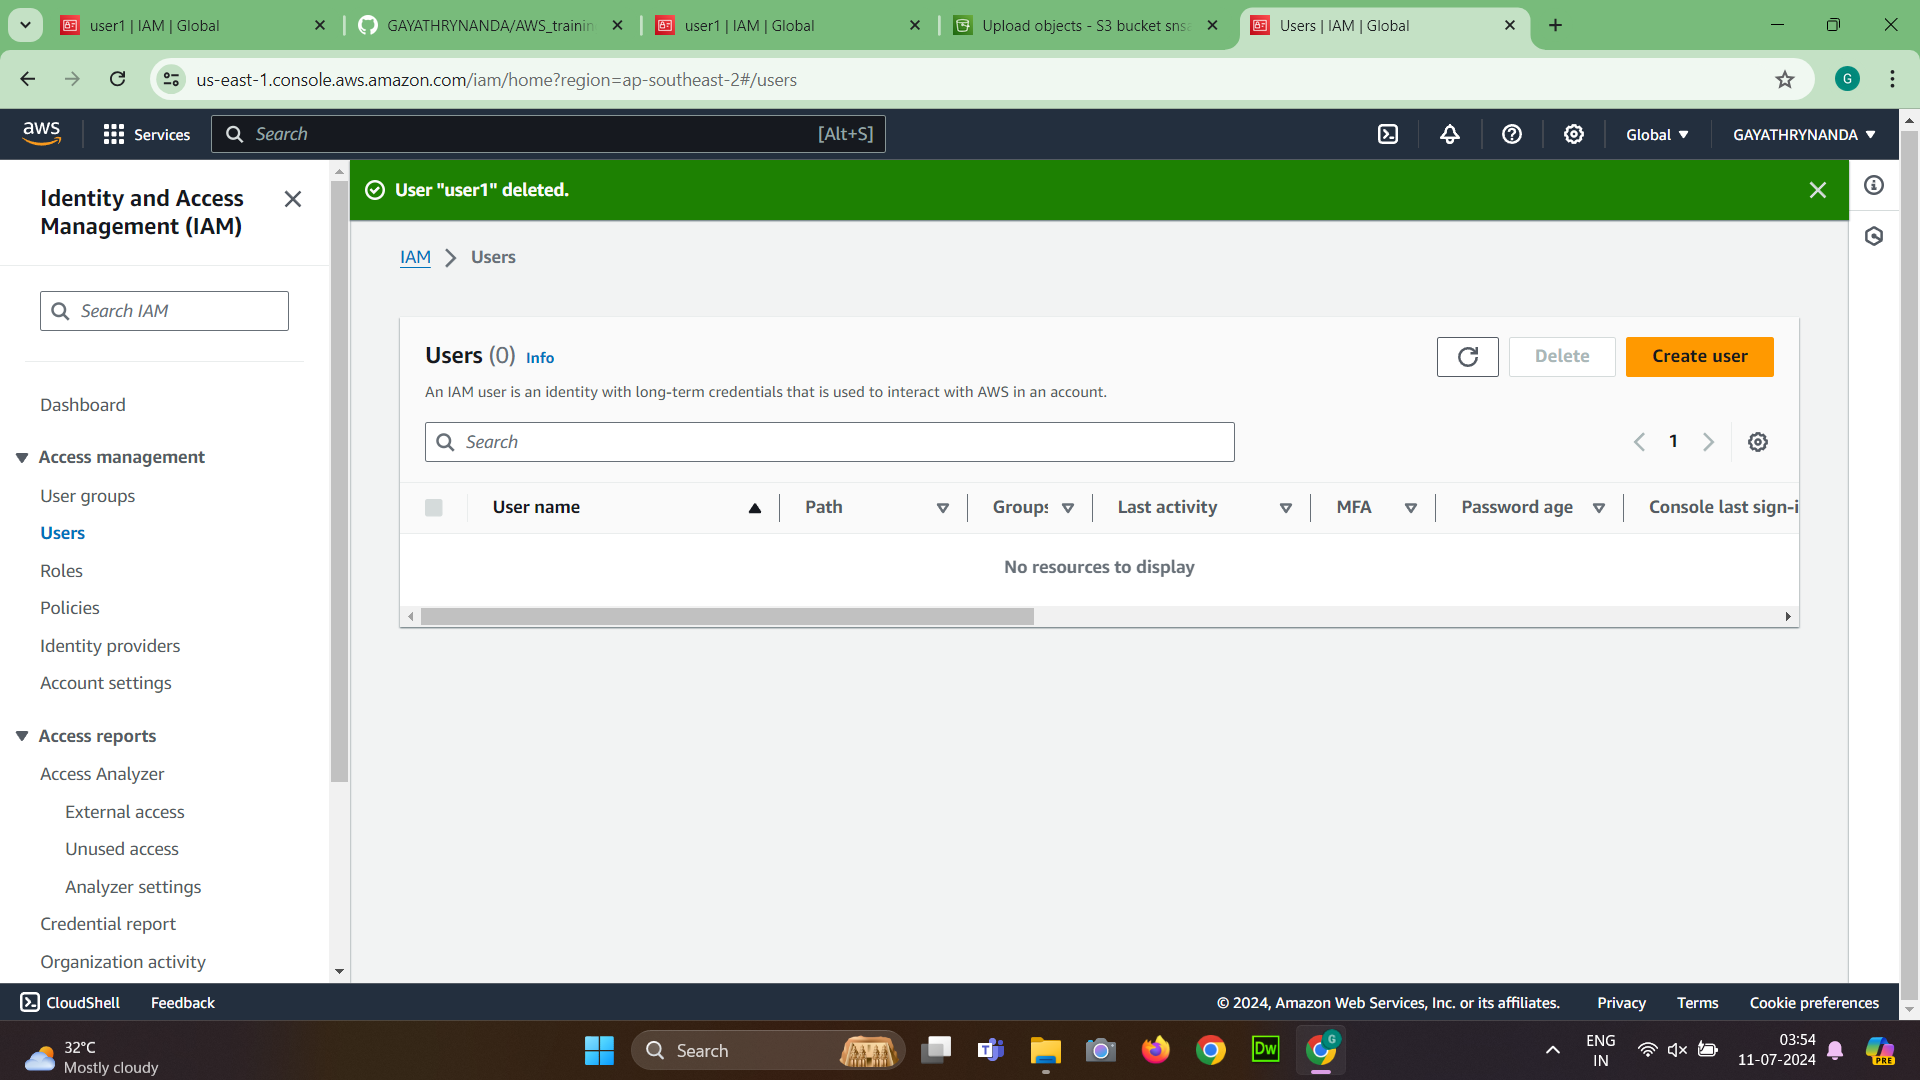 user1 | IAM | Global
GAYATHRYNANDA/AWS_trainin
user1 | IAM | Global
Upload objects - S3 bucket snsa
Users | IAM | Global
us-east-1.console.aws.amazon.com/iam/home?region=ap-southeast-2#/users
G
aws
Services
Search
[Alt+S]
Global
GAYATHRYNANDA
Identity and Access
Management (IAM)
Search IAM
Dashboard
Access management
User groups
Users
Roles
Policies
Identity providers
Account settings
Access reports
Access Analyzer
External access
Unused access
Analyzer settings
Credential report
Organization activity
User "user1" deleted.
IAM
Users
Users (0) Info
Delete
Create user
An IAM user is an identity with long-term credentials that is used to interact with AWS in an account.
Search
1
User name
Path
Groups
Last activity
MFA
Password age
Console last sign-i
No resources to display
CloudShell
Feedback
© 2024, Amazon Web Services, Inc. or its affiliates.
Privacy
Terms
Cookie preferences
32°C
Mostly cloudy
Search
Dw
G
ENG
IN
03:54
11-07-2024
PRE